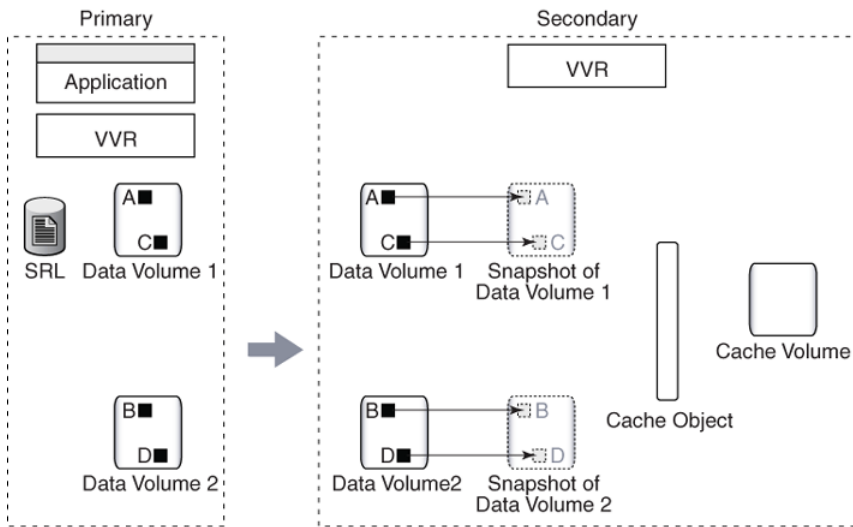 Primary
Secondary
Application
VVR
VVR
A
C
SRL
Data Volume 1
A
C
Data Volume 1
A
C
Snapshot of
Data Volume 1
Cache Volume
Cache Object
B
D
Data Volume 2
B
D
Data Volume2
B
D
Snapshot of
Data Volume 2